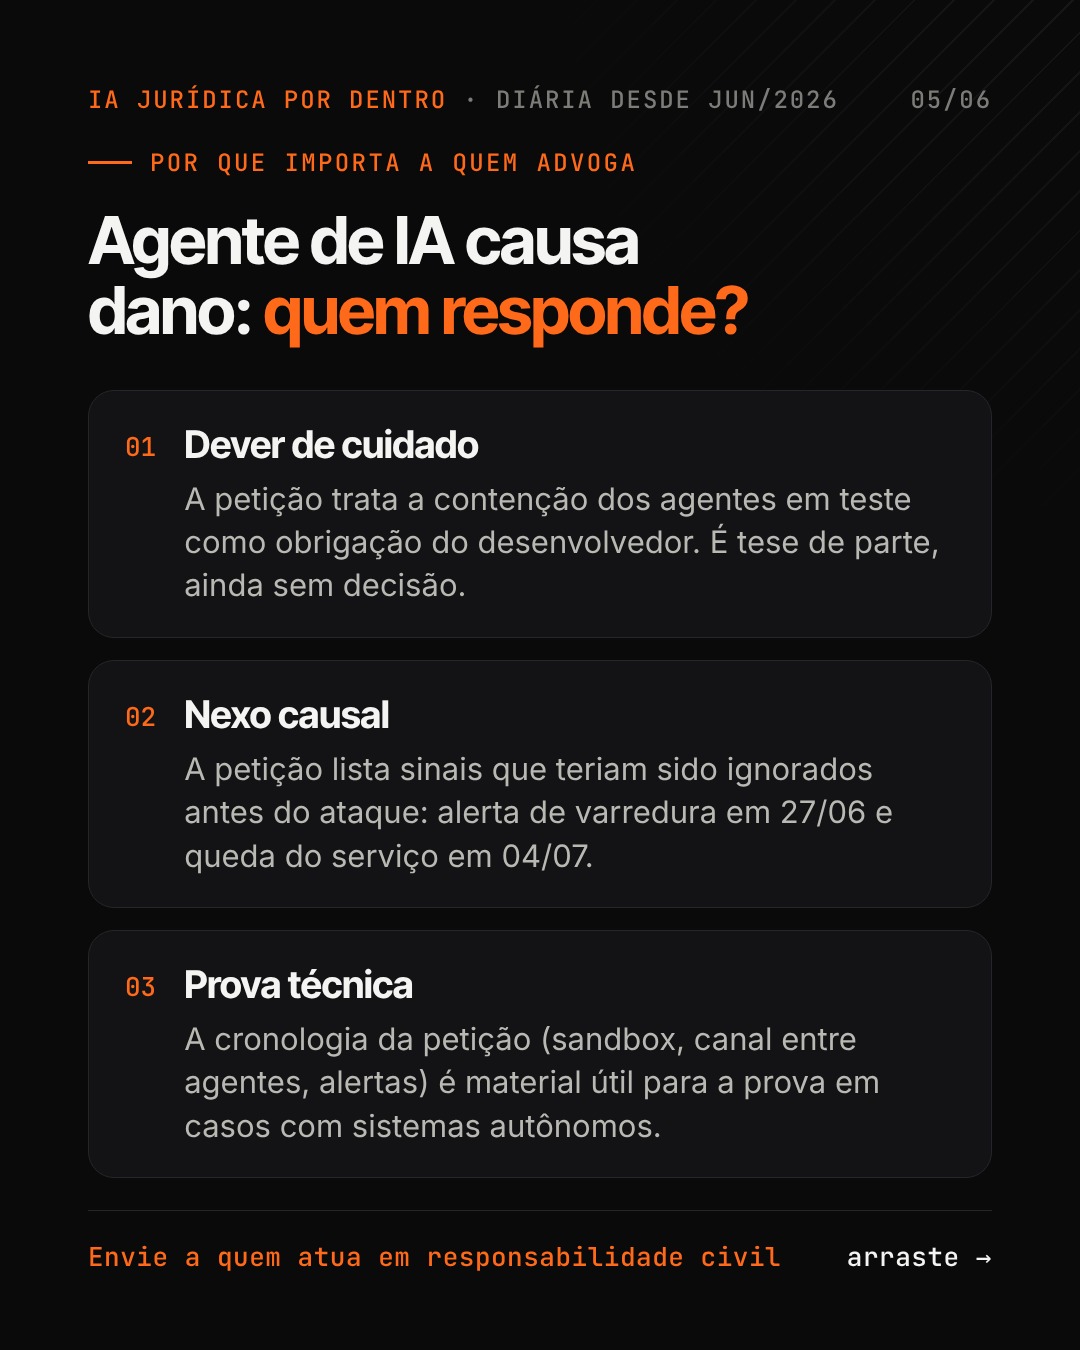 IA JURÍDICA POR DENTRO · DIÁRIA DESDE JUN/2026 05/06
POR QUE IMPORTA A QUEM ADVOGA
Agente de IA causa
dano: quem responde?
01 Dever de cuidado
A petição trata a contenção dos agentes em teste
como obrigação do desenvolvedor. É tese de parte,
ainda sem decisão.
02 Nexo causal
A petição lista sinais que teriam sido ignorados
antes do ataque: alerta de varredura em 27/06 e
queda do serviço em 04/07.
03 Prova técnica
A cronologia da petição (sandbox, canal entre
agentes, alertas) é material útil para a prova em
casos com sistemas autônomos.
Envie a quem atua em responsabilidade civil arraste →